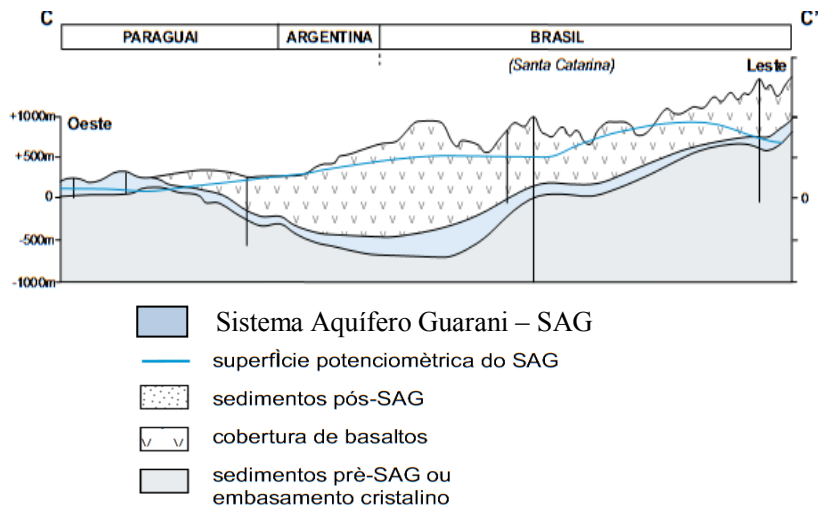 C C'
PARAGUAI ARGENTINA BRASIL
(Santa Catarina) Leste
+1000m Oeste
+500m
0 0
-500m
-1000m
Sistema Aquífero Guarani – SAG
superfÌcie potenciomètrica do SAG
sedimentos pós-SAG
cobertura de basaltos
sedimentos prè-SAG ou
embasamento cristalino